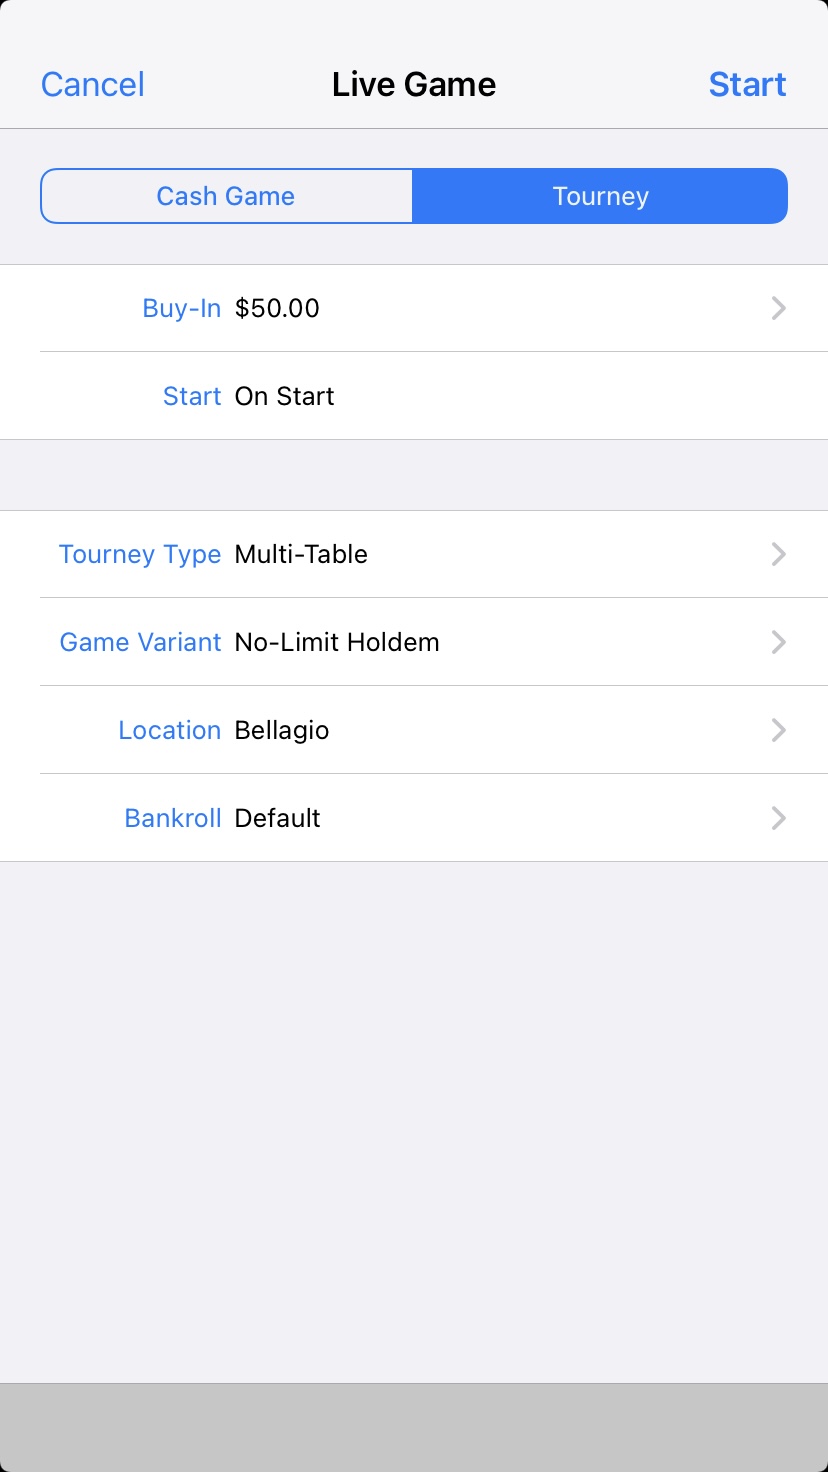 Cancel Live Game Start
Cash Game Tourney
Buy-In $50.00
Start On Start
Tourney Type Multi-Table
Game Variant No-Limit Holdem
Location Bellagio
Bankroll Default